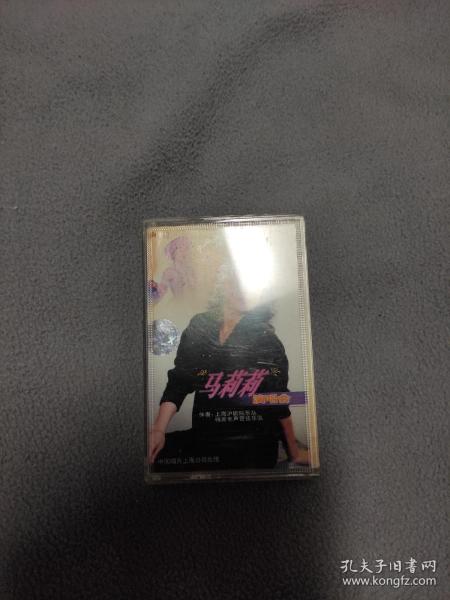 马莉莉
演唱会
伴奏：上海沪剧院乐队
中国唱片上海公司出版
孔夫子旧书网
www.kongfz.com